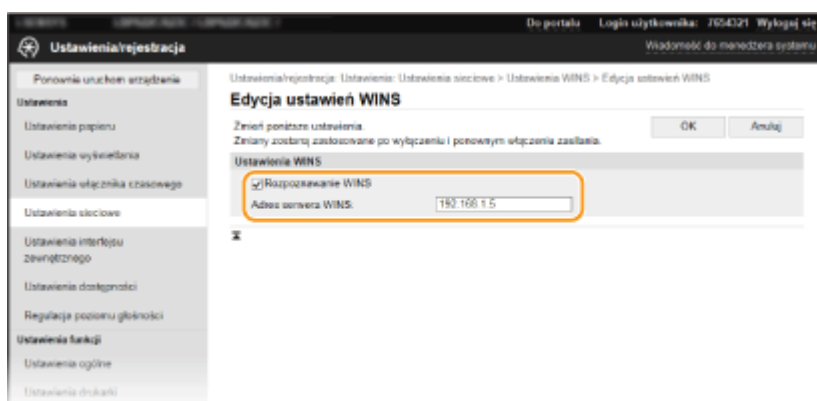 Do portalu Login użytkownika: 7654321 Wyloguj się
Ustawienia/rejestracja
Wiadomość do menedżera systemu
Ponownie uruchom urządzenie
Ustawienia
Ustawienia papieru
Ustawienia wyświetlania
Ustawienia włącznika czasowego
Ustawienia sieciowe
Ustawienia interfejsu
zewnętrznego
Ustawienia dostępności
Regulacja poziomu głośności
Ustawienia funkcji
Ustawienia ogólne
Ustawienia drukarki
Ustawienia/rejestracja: Ustawienia: Ustawienia sieciowe > Ustawienia WINS > Edycja ustawień WINS
Edycja ustawień WINS
Zmień poniższe ustawienia.
Zmiany zostaną zastosowane po wyłączeniu i ponownym włączenia zasilania.
OK Anuluj
Ustawienia WINS
Rozpoznawanie WINS
Adres serwera WINS: 192.168.1.5